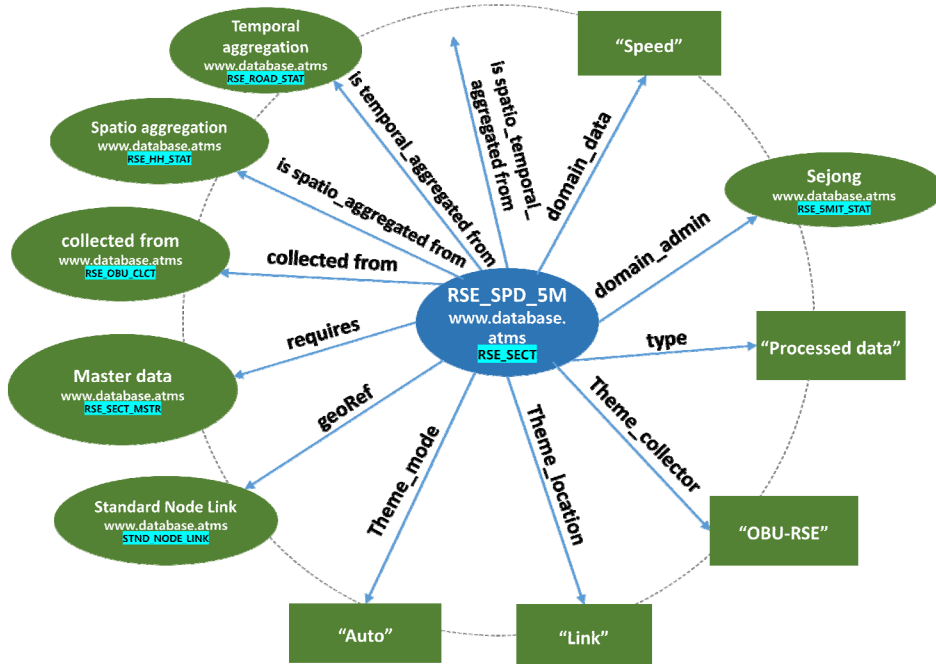 Temporal
aggregation
www.database.atms
RSE_ROAD_STAT
"Speed"
Spatio aggregation
www.database.atms
RSE_HH_STAT
Sejong
www.database.atms
RSE_5MIT_STAT
collected from
www.database.atms
RSE_OBU_CLCT
is temporal_aggregated from
is spatio_temporal_
aggregated from
domain_data
is spatio_aggregated from
domain_admin
collected from
RSE_SPD_5M
www.database.
atms
RSE_SECT
requires
type
"Processed data"
Master data
www.database.atms
RSE_SECT_MSTR
geoRef
Theme_mode
Theme_location
Theme_collector
Standard Node Link
www.database.atms
STND_NODE_LINK
"OBU-RSE"
"Auto"
"Link"